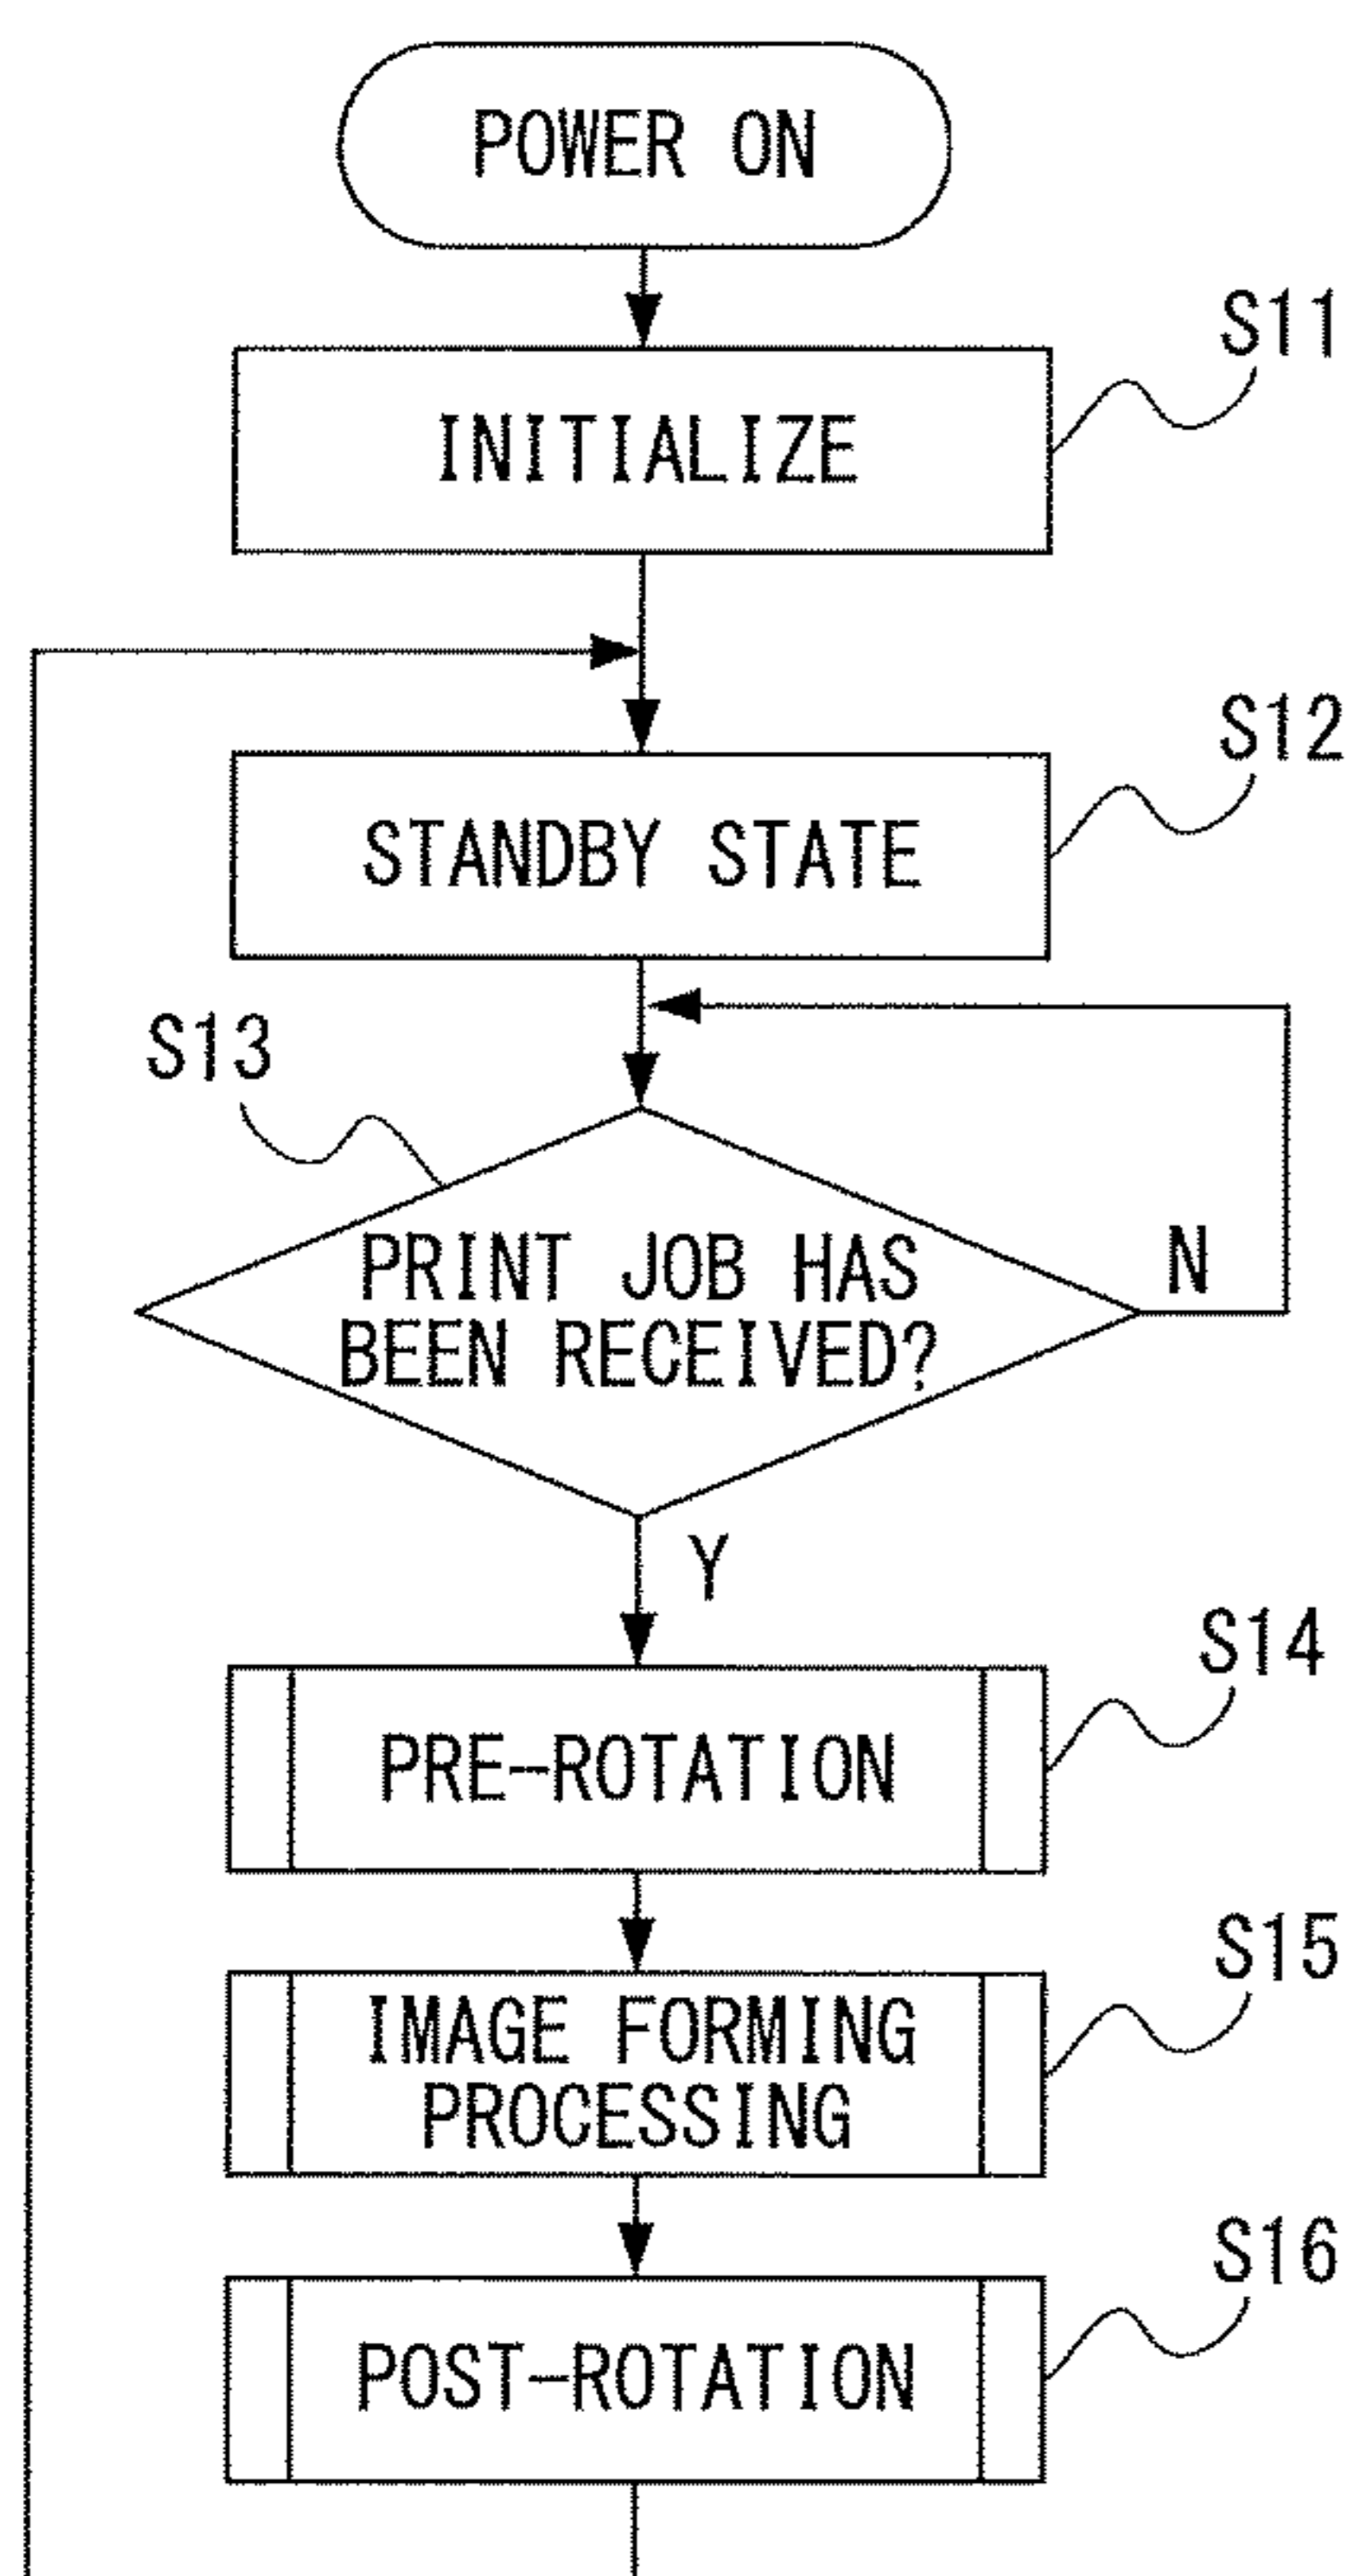 POWER ON
S11
INITIALIZE
S12
STANDBY STATE
S13
PRINT JOB HAS
BEEN RECEIVED?
N
Y
S14
PRE-ROTATION
S15
IMAGE FORMING
PROCESSING
S16
POST-ROTATION